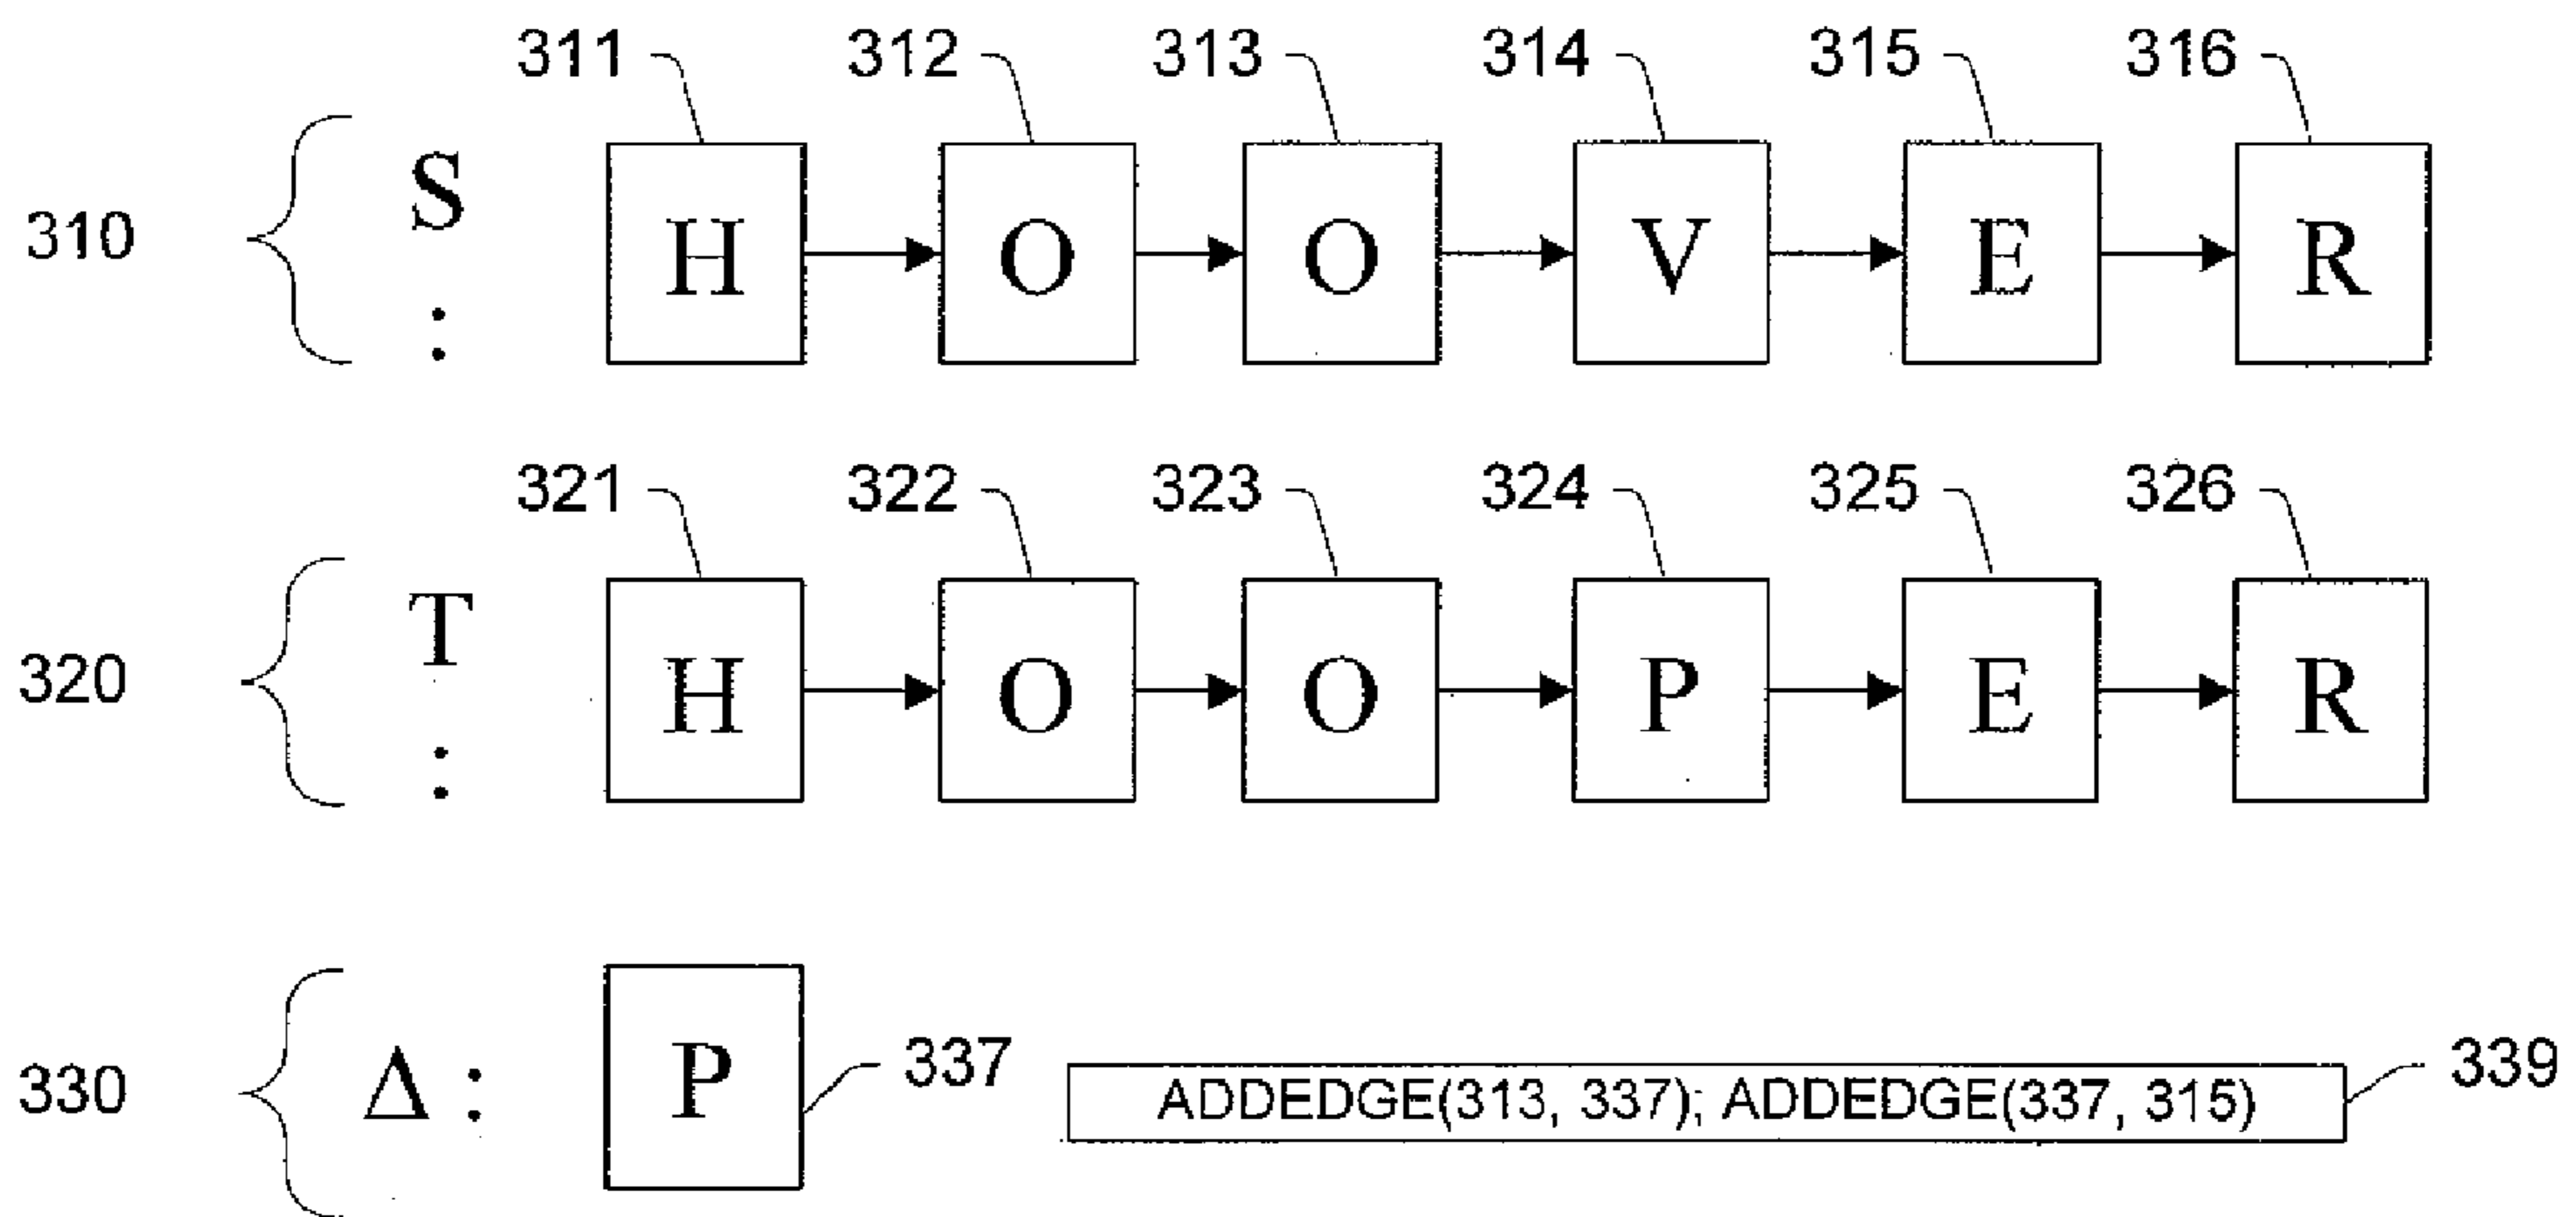 311 312 313 314 315 316
310 S : H O O V E R
321 322 323 324 325 326
320 T : H O O P E R
330 Δ : P 337 ADDEDGE(313, 337); ADDEDGE(337, 315) 339